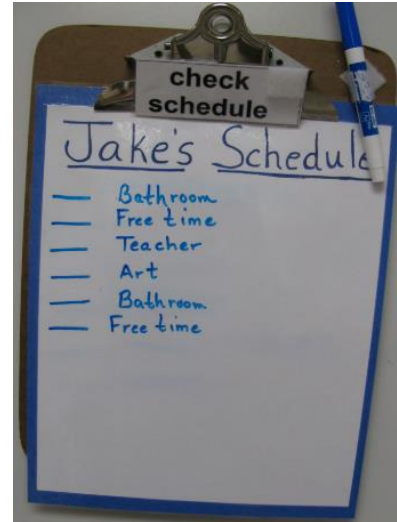 check
schedule
Jake's Schedule
Bathroom
Free time
Teacher
Art
Bathroom
Free time